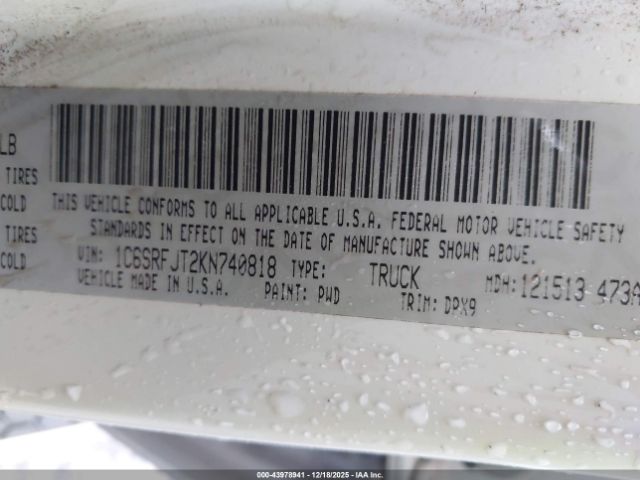 LB
TIRES
COLD
TIRES
COLD
THIS VEHICLE CONFORMS TO ALL APPLICABLE U.S.A. FEDERAL MOTOR VEHICLE SAFETY
STANDARDS IN EFFECT ON THE DATE OF MANUFACTURE SHOWN ABOVE.
VIN: 1C6SRFJT2KN740818 TYPE: TRUCK MDH: 121513 473A
VEHICLE MADE IN U.S.A. PAINT: PWD TRIM: DPX9
000-43978941 - 12/18/2025 - IAA Inc.